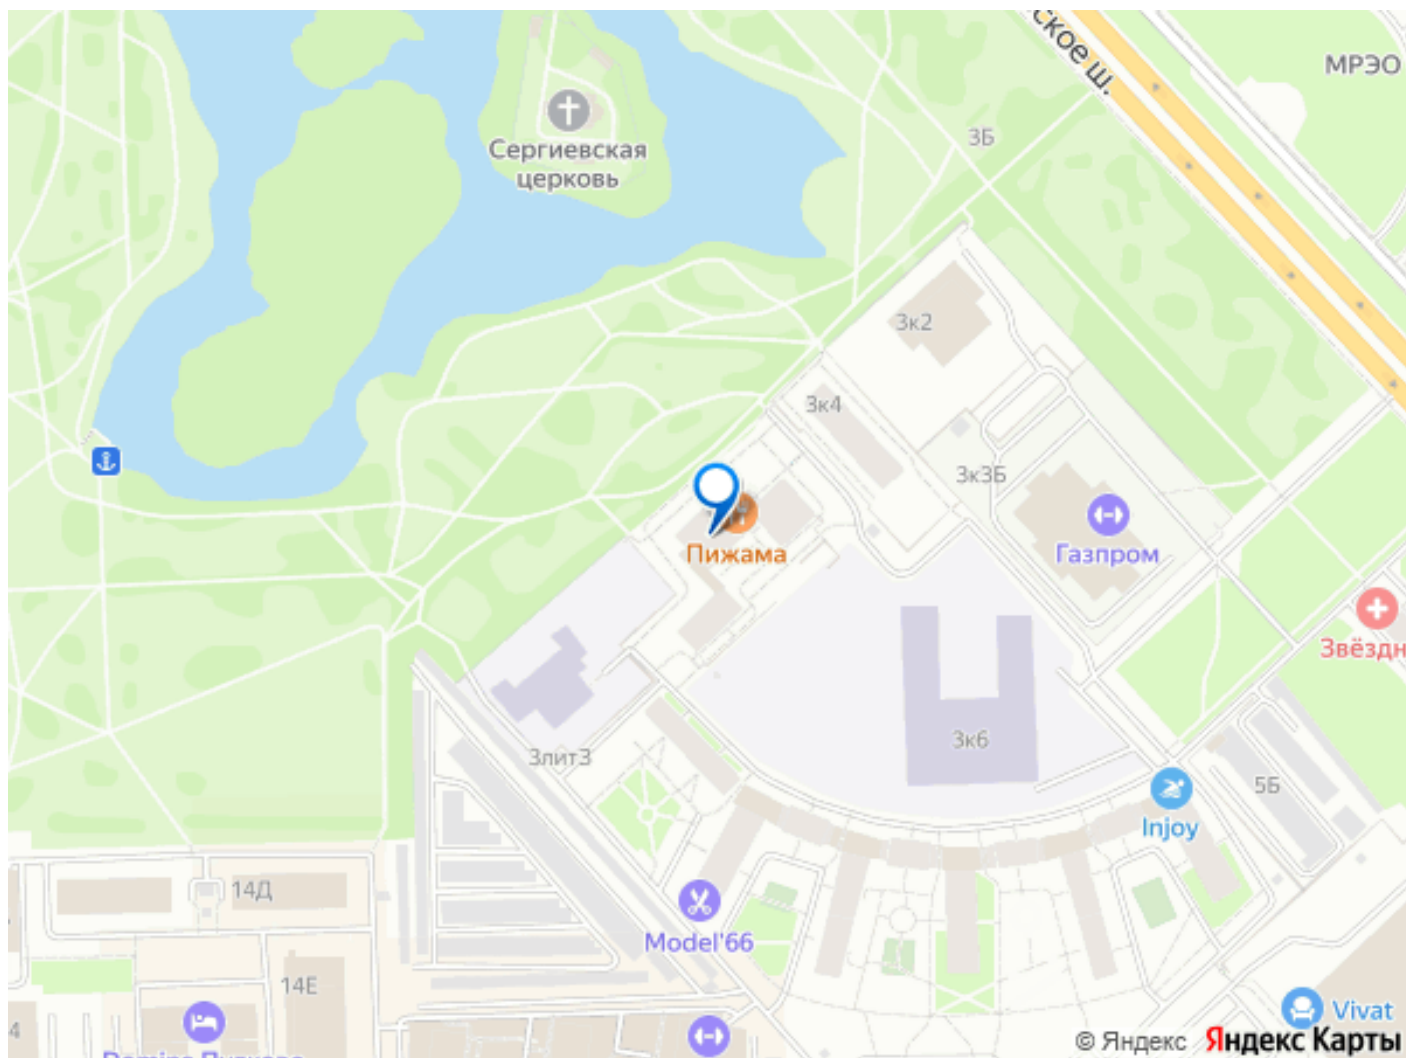 ское ш.
МРЭО
3Б
Сергиевская
церковь
3к2
3к4
3к3Б
Пижама
Газпром
Звёздн
3к6
3лит3
5Б
Injoy
14Д
Model'66
14Е
4
Vivat
© Яндекс Яндекс Карты